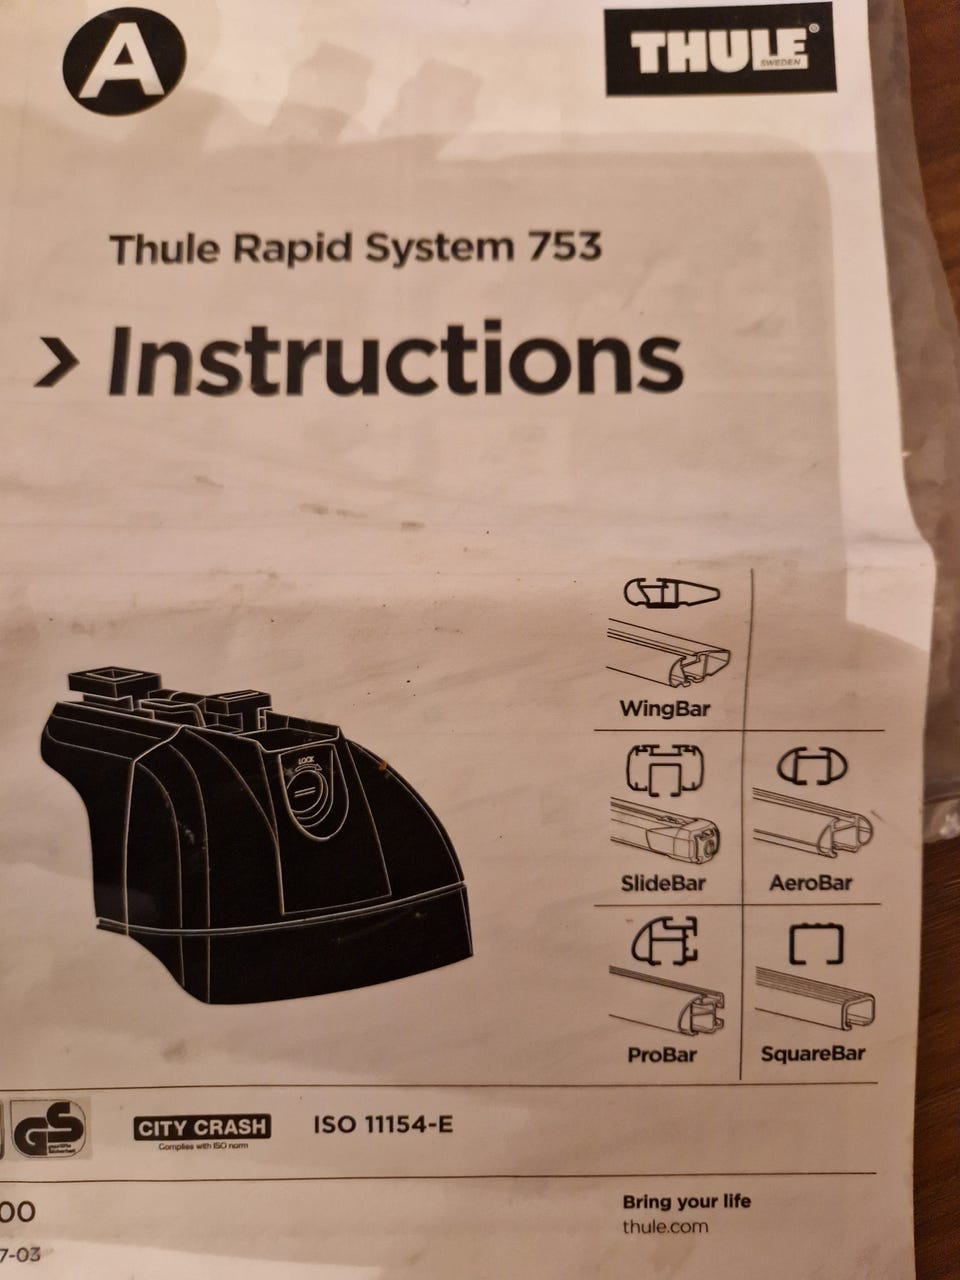 A
THULE®
SWEDEN
Thule Rapid System 753
> Instructions
LOCK
WingBar
SlideBar
AeroBar
ProBar
SquareBar
GS
CITY CRASH
Complies with ISO norm
ISO 11154-E
00
7-03
Bring your life
thule.com